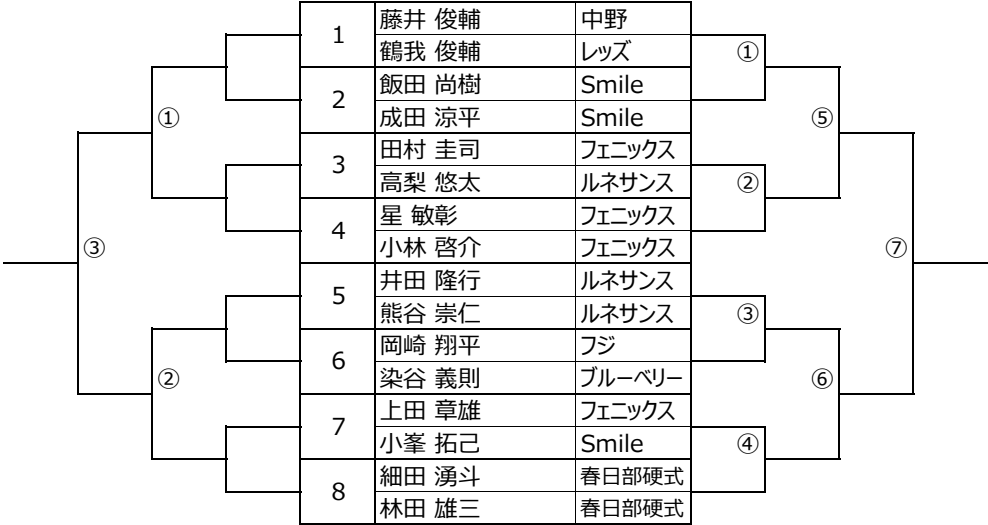 1 藤井 俊輔 中野
鶴我 俊輔 レッズ ①
2 飯田 尚樹 Smile
① 成田 涼平 Smile ⑤
3 田村 圭司 フェニックス
高梨 悠太 ルネサンス ②
4 星 敏彰 フェニックス
③ 小林 啓介 フェニックス ⑦
5 井田 隆行 ルネサンス
熊谷 崇仁 ルネサンス ③
6 岡崎 翔平 フジ
② 染谷 義則 ブルーベリー ⑥
7 上田 章雄 フェニックス
小峯 拓己 Smile ④
8 細田 湧斗 春日部硬式
林田 雄三 春日部硬式